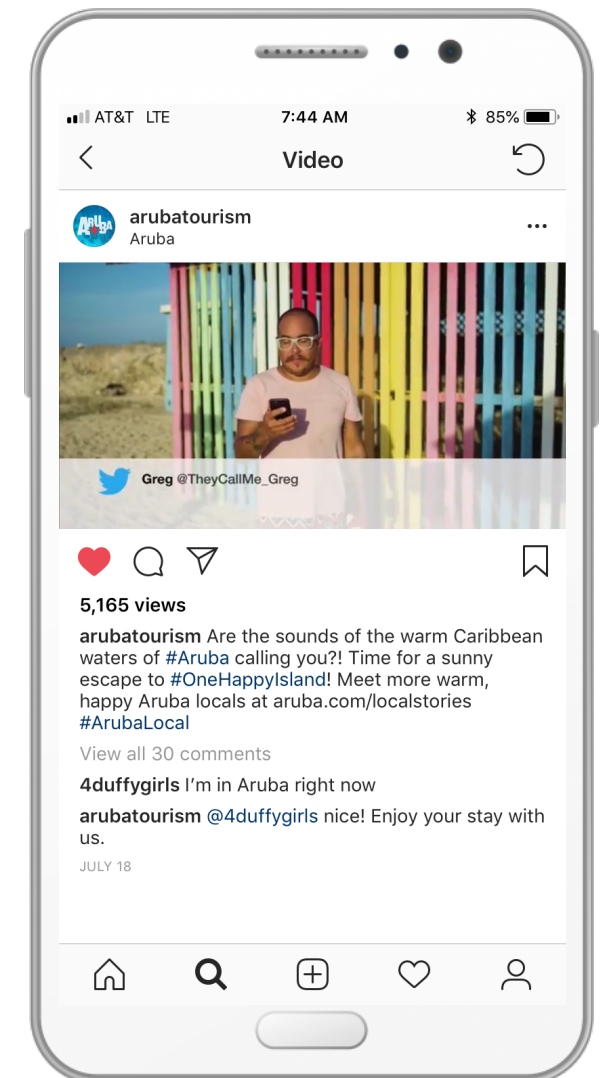 AT&T LTE 7:44 AM 85%
Video
ARUBA
arubatourism
Aruba
Greg @TheyCallMe_Greg
5,165 views
arubatourism Are the sounds of the warm Caribbean
waters of #Aruba calling you?! Time for a sunny
escape to #OneHappyIsland! Meet more warm,
happy Aruba locals at aruba.com/localstories
#ArubaLocal
View all 30 comments
4duffygirls I’m in Aruba right now
arubatourism @4duffygirls nice! Enjoy your stay with
us.
JULY 18